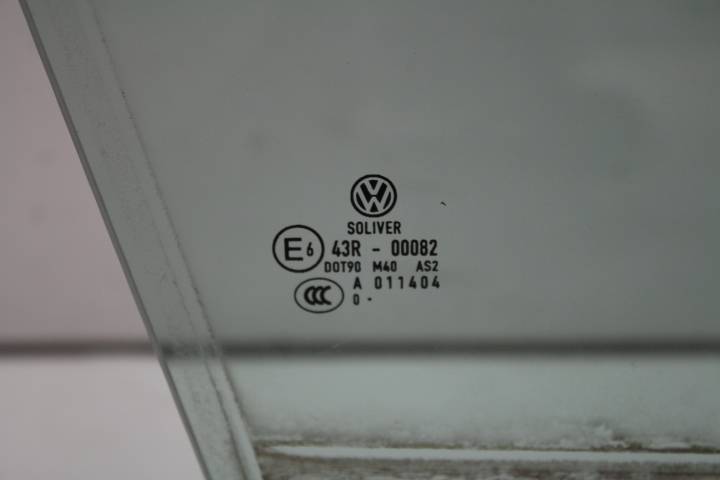 VW
SOLIVER
E6 43R - 00082
DOT90 M40 AS2
CCC A 011404
0 -